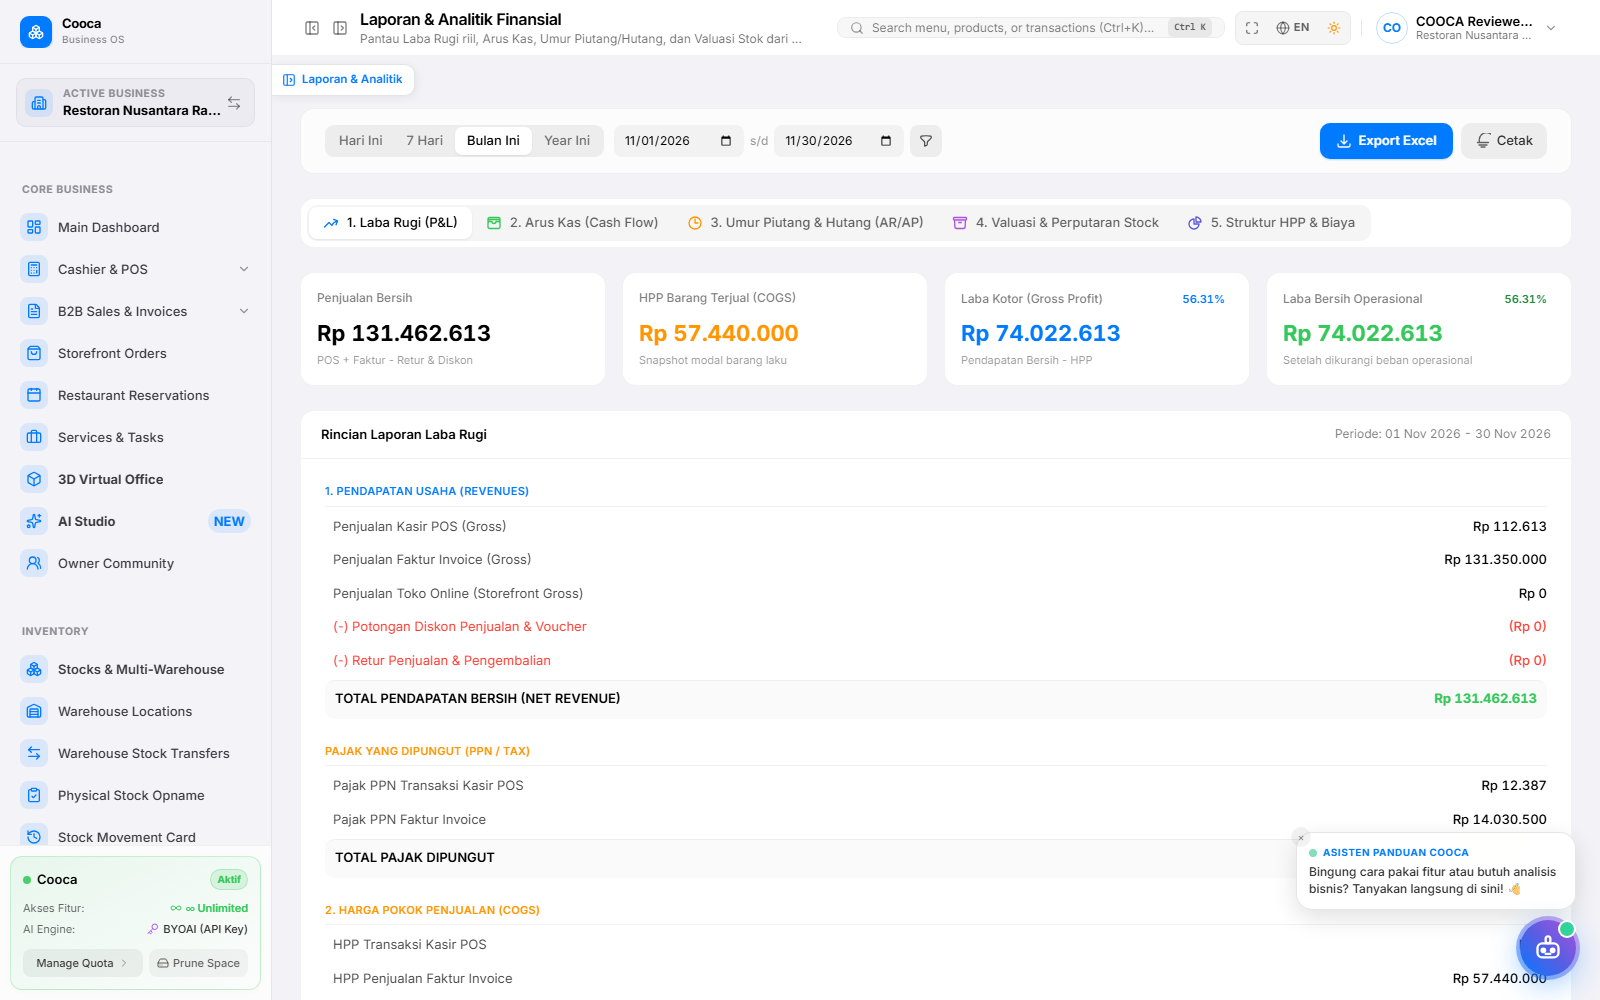 Cooca
Business OS
ACTIVE BUSINESS
Restoran Nusantara Ra...
CORE BUSINESS
Main Dashboard
Cashier & POS
B2B Sales & Invoices
Storefront Orders
Restaurant Reservations
Services & Tasks
3D Virtual Office
AI Studio NEW
Owner Community
INVENTORY
Stocks & Multi-Warehouse
Warehouse Locations
Warehouse Stock Transfers
Physical Stock Opname
Stock Movement Card
Cooca Aktif
Akses Fitur: ∞ Unlimited
AI Engine: BYOAI (API Key)
Manage Quota Prune Space
Laporan & Analitik Finansial
Pantau Laba Rugi riil, Arus Kas, Umur Piutang/Hutang, dan Valuasi Stok dari ...
Search menu, products, or transactions (Ctrl+K)... Ctrl K
EN
CO
COOCA Reviewe...
Restoran Nusantara ...
Laporan & Analitik
Hari Ini 7 Hari Bulan Ini Year Ini 11/01/2026 s/d 11/30/2026
Export Excel Cetak
1. Laba Rugi (P&L) 2. Arus Kas (Cash Flow) 3. Umur Piutang & Hutang (AR/AP) 4. Valuasi & Perputaran Stock 5. Struktur HPP & Biaya
Penjualan Bersih
Rp 131.462.613
POS + Faktur - Retur & Diskon
HPP Barang Terjual (COGS)
Rp 57.440.000
Snapshot modal barang laku
Laba Kotor (Gross Profit) 56.31%
Rp 74.022.613
Pendapatan Bersih - HPP
Laba Bersih Operasional 56.31%
Rp 74.022.613
Setelah dikurangi beban operasional
Rincian Laporan Laba Rugi Periode: 01 Nov 2026 - 30 Nov 2026
1. PENDAPATAN USAHA (REVENUES)
Penjualan Kasir POS (Gross) Rp 112.613
Penjualan Faktur Invoice (Gross) Rp 131.350.000
Penjualan Toko Online (Storefront Gross) Rp 0
(-) Potongan Diskon Penjualan & Voucher (Rp 0)
(-) Retur Penjualan & Pengembalian (Rp 0)
TOTAL PENDAPATAN BERSIH (NET REVENUE) Rp 131.462.613
PAJAK YANG DIPUNGUT (PPN / TAX)
Pajak PPN Transaksi Kasir POS Rp 12.387
Pajak PPN Faktur Invoice Rp 14.030.500
TOTAL PAJAK DIPUNGUT
2. HARGA POKOK PENJUALAN (COGS)
HPP Transaksi Kasir POS
HPP Penjualan Faktur Invoice Rp 57.440.000
ASISTEN PANDUAN COOCA
Bingung cara pakai fitur atau butuh analisis
bisnis? Tanyakan langsung di sini!